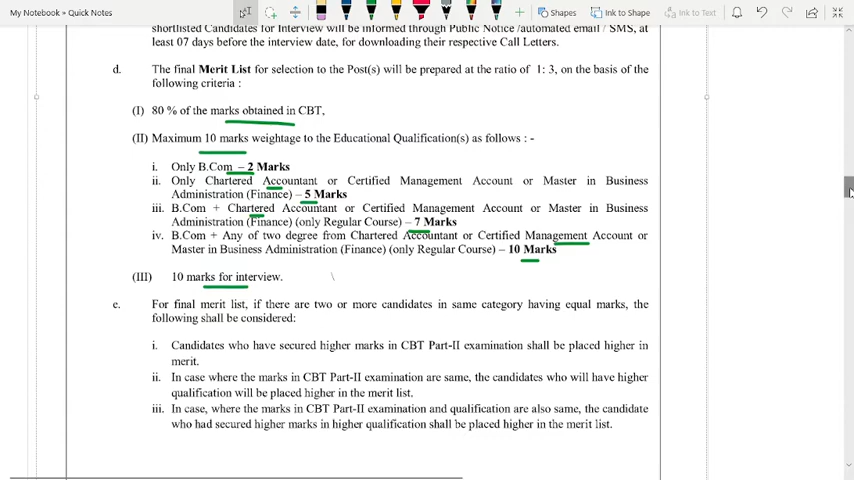 My Notebook » Quick Notes
Shapes
Ink to Shape
Ink to Text
shortlisted Candidates for Interview will be informed through Public Notice /automated email / SMS, at
least 07 days before the interview date, for downloading their respective Call Letters.
d. The final Merit List for selection to the Post(s) will be prepared at the ratio of 1: 3, on the basis of the
following criteria :
(I) 80 % of the marks obtained in CBT,
(II) Maximum 10 marks weightage to the Educational Qualification(s) as follows : -
i. Only B.Com – 2 Marks
ii. Only Chartered Accountant or Certified Management Account or Master in Business
Administration (Finance) – 5 Marks
iii. B.Com + Chartered Accountant or Certified Management Account or Master in Business
Administration (Finance) (only Regular Course) – 7 Marks
iv. B.Com + Any of two degree from Chartered Accountant or Certified Management Account or
Master in Business Administration (Finance) (only Regular Course) – 10 Marks
(III) 10 marks for interview. \
e. For final merit list, if there are two or more candidates in same category having equal marks, the
following shall be considered:
i. Candidates who have secured higher marks in CBT Part-II examination shall be placed higher in
merit.
ii. In case where the marks in CBT Part-II examination are same, the candidates who will have higher
qualification will be placed higher in the merit list.
iii. In case, where the marks in CBT Part-II examination and qualification are also same, the candidate
who had secured higher marks in higher qualification shall be placed higher in the merit list.